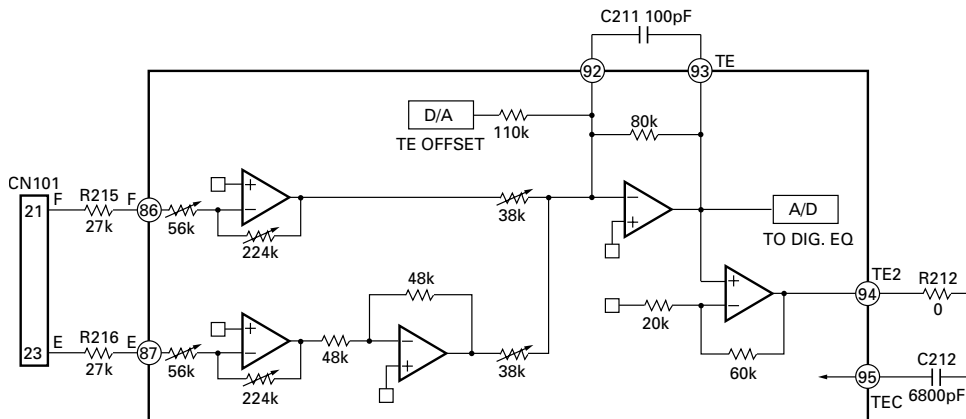 C211 100pF
92
93
TE
D/A
110k
TE OFFSET
80k
CN101
21
F
R215
27k
F
86
56k
+
−
224k
38k
−
+
A/D
TO DIG. EQ
48k
+
−
20k
60k
TE2
94
R212
0
23
E
R216
27k
E
87
56k
+
−
224k
48k
−
+
38k
95
TEC
C212
6800pF